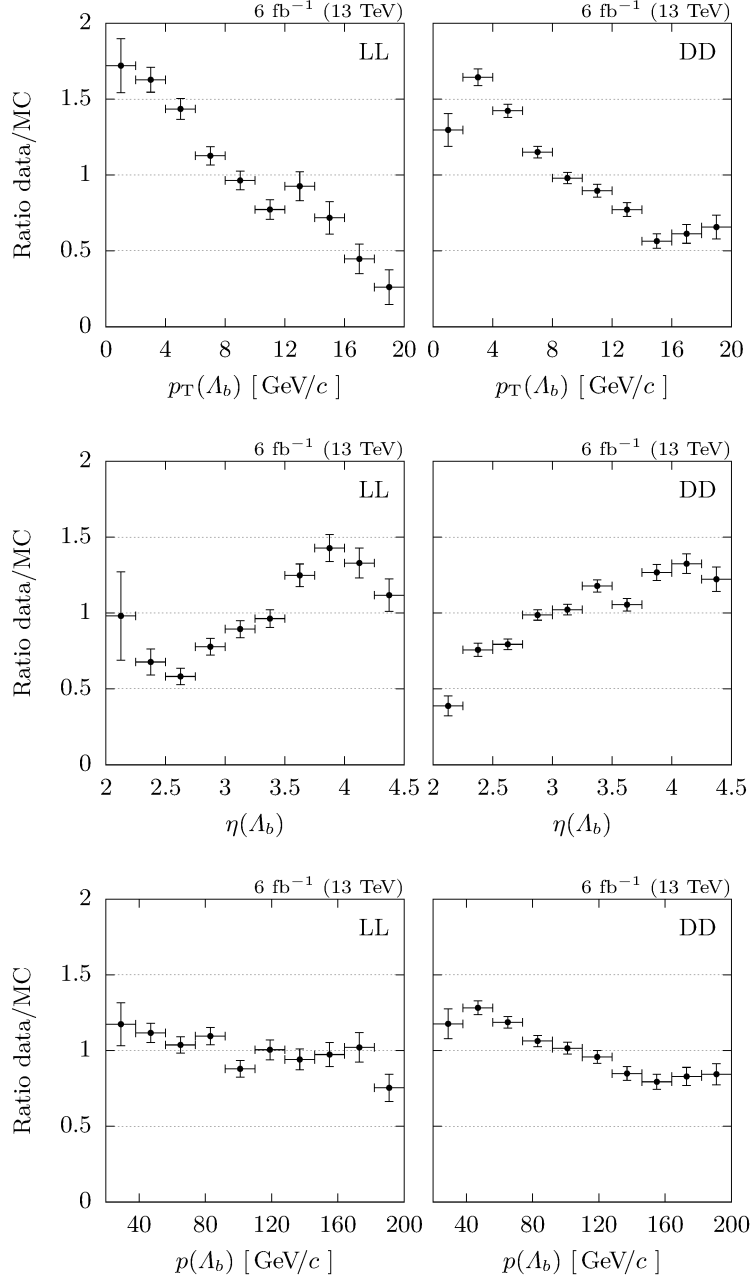 6 fb⁻¹ (13 TeV) 6 fb⁻¹ (13 TeV)
2
LL DD
1.5
Ratio data/MC
1
0.5
0
0 4 8 12 16 20 0 4 8 12 16 20
p_T(Λ_b) [ GeV/c ] p_T(Λ_b) [ GeV/c ]
6 fb⁻¹ (13 TeV) 6 fb⁻¹ (13 TeV)
2
LL DD
1.5
Ratio data/MC
1
0.5
0
2 2.5 3 3.5 4 4.5 2 2.5 3 3.5 4 4.5
η(Λ_b) η(Λ_b)
6 fb⁻¹ (13 TeV) 6 fb⁻¹ (13 TeV)
2
LL DD
1.5
Ratio data/MC
1
0.5
0
40 80 120 160 200 40 80 120 160 200
p(Λ_b) [ GeV/c ] p(Λ_b) [ GeV/c ]